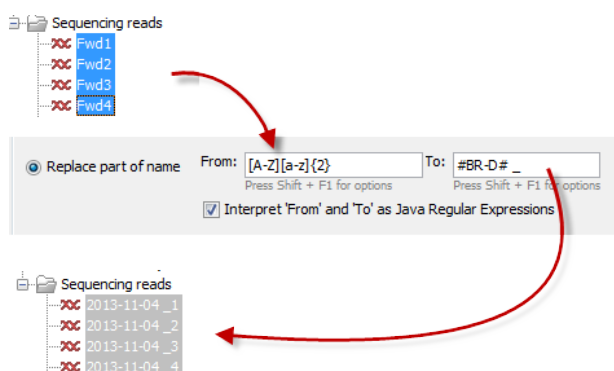 Sequencing reads
Fwd1
Fwd2
Fwd3
Fwd4
Replace part of name From: [A-Z][a-z]{2} To: #BR-D# _
Press Shift + F1 for options Press Shift + F1 for options
Interpret 'From' and 'To' as Java Regular Expressions
Sequencing reads
2013-11-04 _1
2013-11-04 _2
2013-11-04 _3
2013-11-04 _4